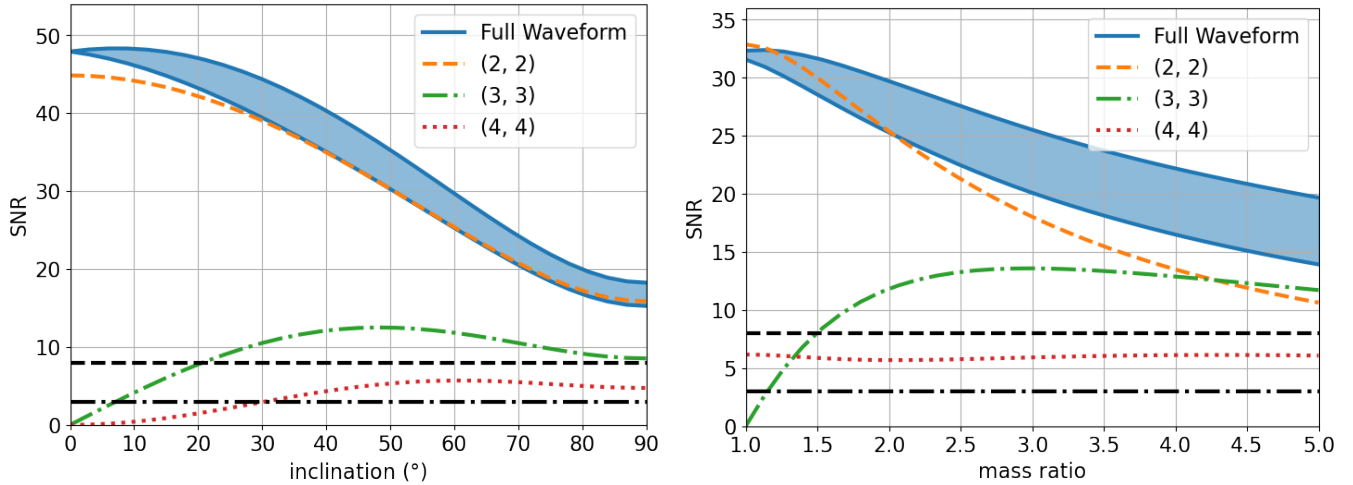 SNR
50
40
30
20
10
0
0 10 20 30 40 50 60 70 80 90
inclination (°)
Full Waveform
(2, 2)
(3, 3)
(4, 4)
SNR
35
30
25
20
15
10
5
0
1.0 1.5 2.0 2.5 3.0 3.5 4.0 4.5 5.0
mass ratio
Full Waveform
(2, 2)
(3, 3)
(4, 4)